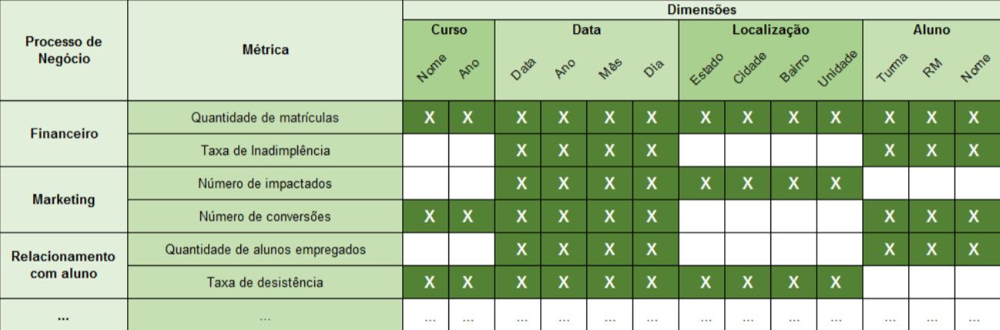 Dimensões
Processo de Negócio Métrica Curso Data Localização Aluno
Nome Ano Data Ano Mês Dia Estado Cidade Bairro Unidade Turma RM Nome
Financeiro
Quantidade de matrículas X X X X X X X X X X X X X
Taxa de Inadimplência X X X X X X X
Marketing
Número de impactados X X X X X X X X
Número de conversões X X X X X X X X X
Relacionamento com aluno
Quantidade de alunos empregados X X X X X X X
Taxa de desistência X X X X X X X X X X
... ... ... ... ... ... ... ... ... ... ... ... ... ... ...